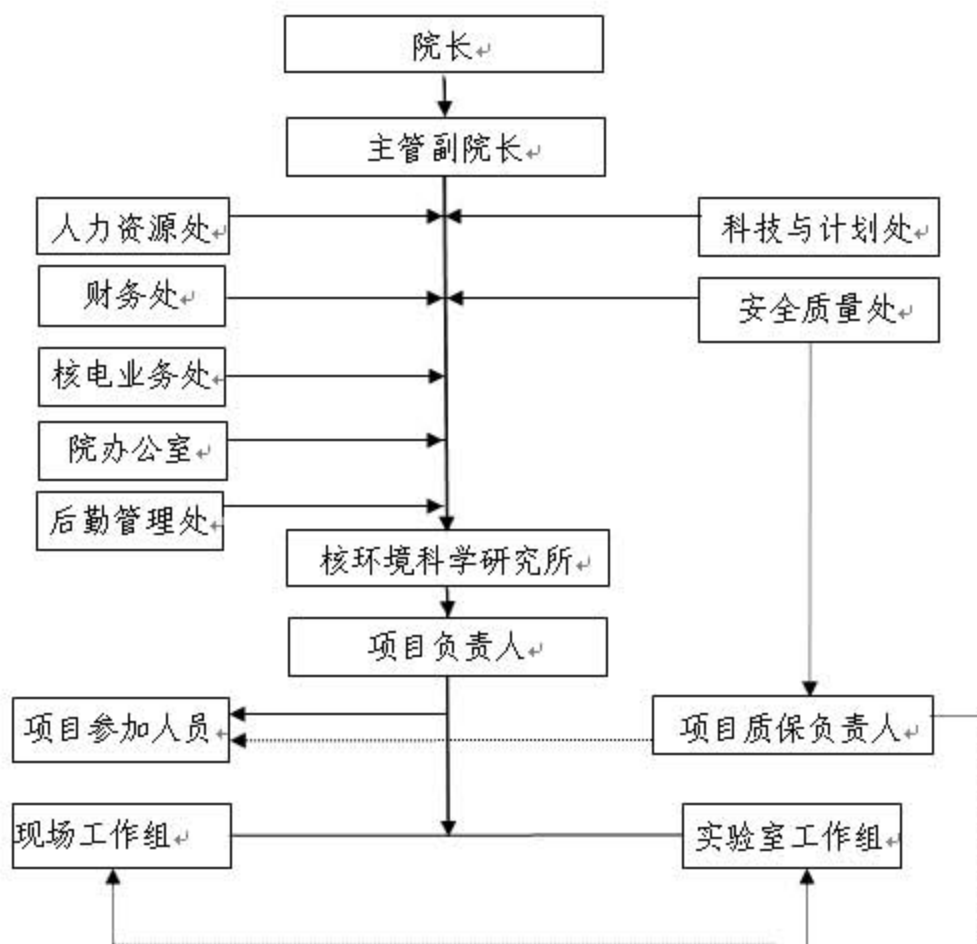 院长
主管副院长
人力资源处
科技与计划处
财务处
安全质量处
核电业务处
院办公室
后勤管理处
核环境科学研究所
项目负责人
项目参加人员
项目质保负责人
现场工作组
实验室工作组